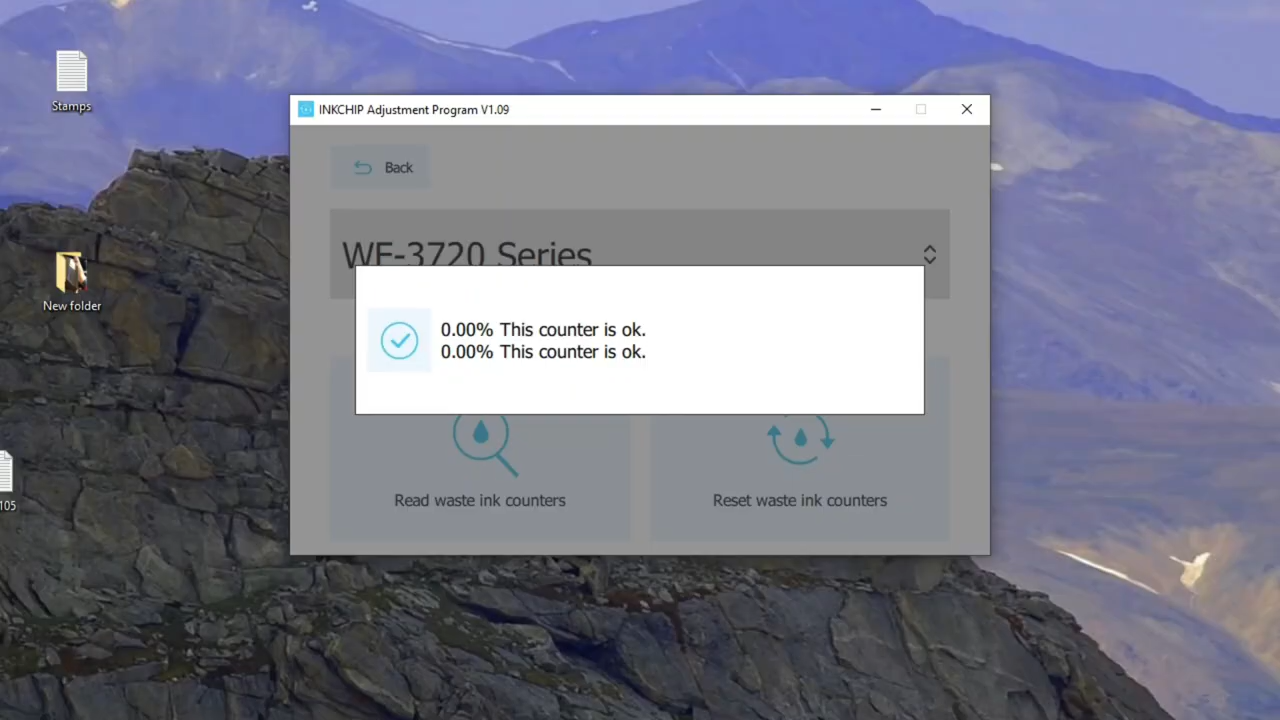 Stamps
INKCHIP Adjustment Program V1.09
Back
WF-3720 Series
New folder
0.00% This counter is ok.
0.00% This counter is ok.
Read waste ink counters
Reset waste ink counters
105